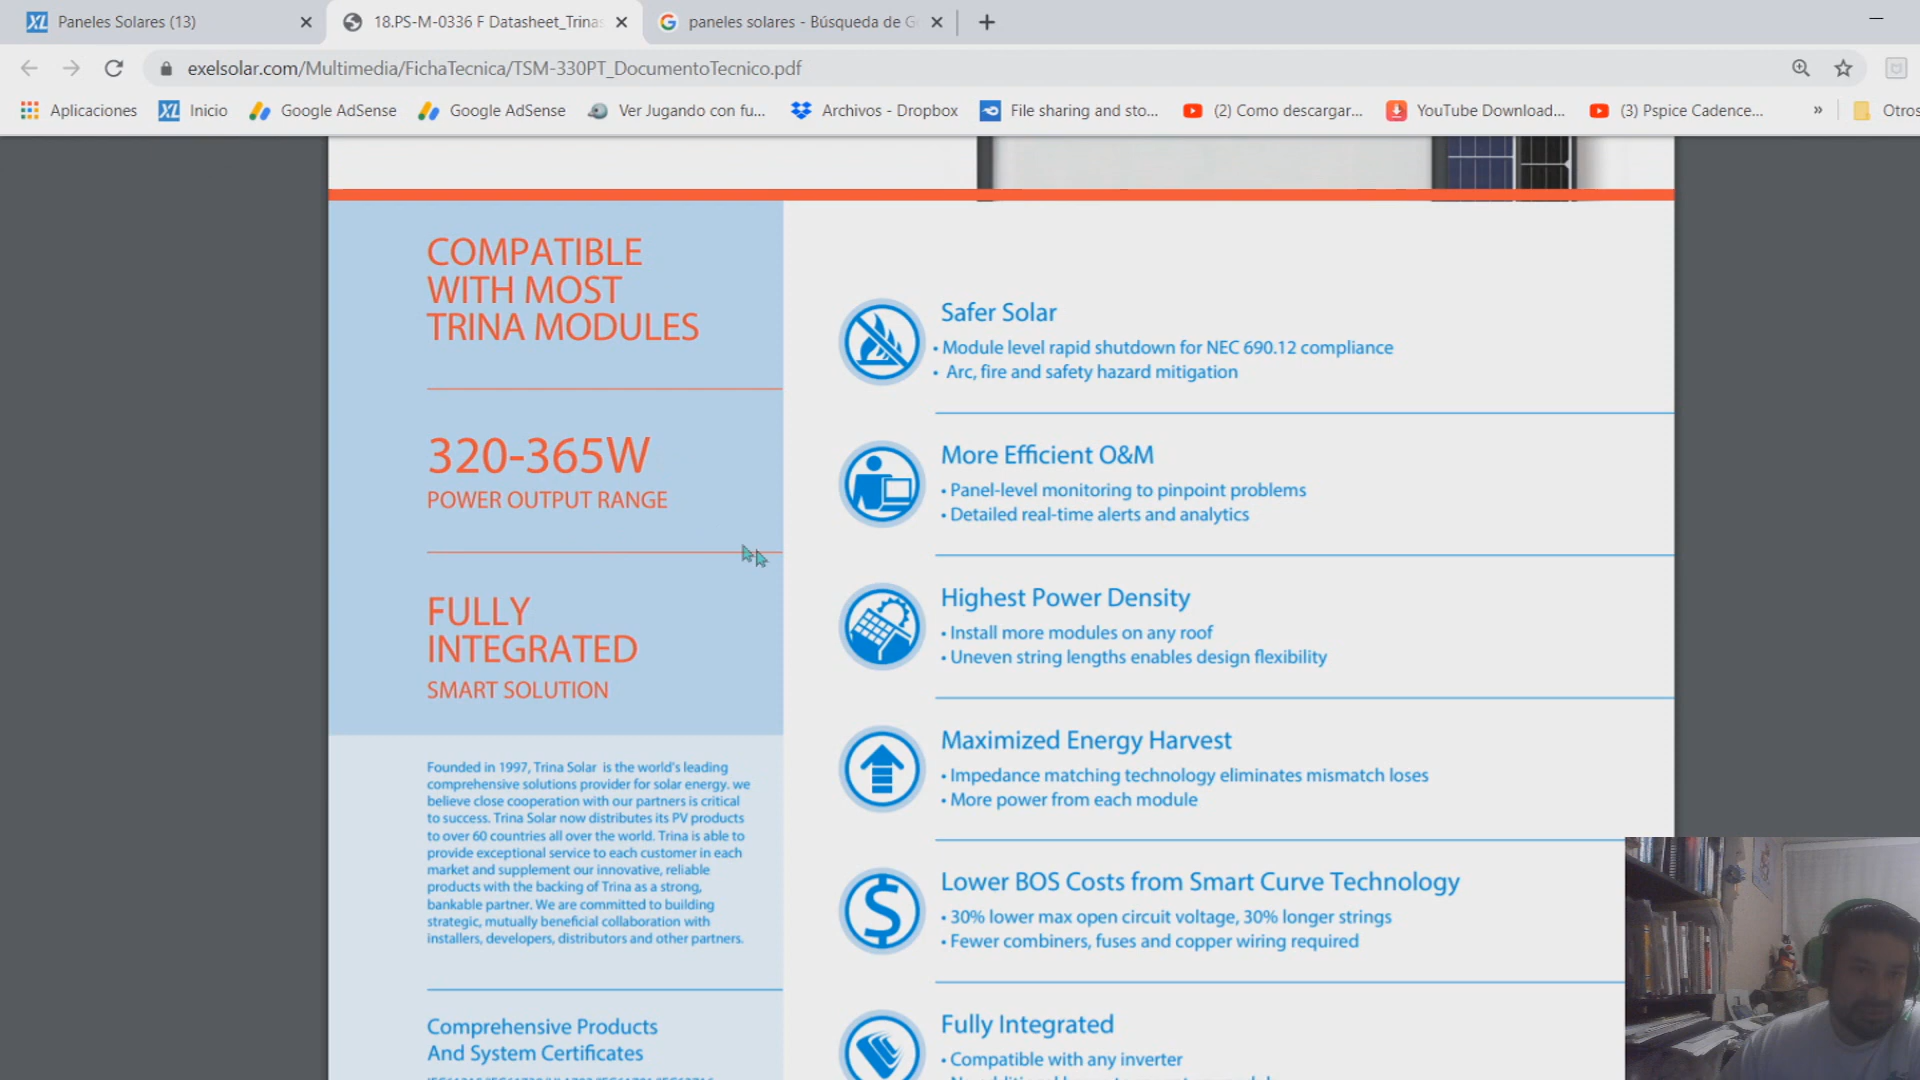 Paneles Solares (13)
18.PS-M-0336 F Datasheet_Trinas
paneles solares - Búsqueda de Go
exelsolar.com/Multimedia/FichaTecnica/TSM-330PT_DocumentoTecnico.pdf
Aplicaciones
XL Inicio
Google AdSense
Google AdSense
Ver Jugando con fu...
Archivos - Dropbox
File sharing and sto...
(2) Como descargar...
YouTube Download...
(3) Pspice Cadence...
»
Otros
COMPATIBLE
WITH MOST
TRINA MODULES
320-365W
POWER OUTPUT RANGE
FULLY
INTEGRATED
SMART SOLUTION
Founded in 1997, Trina Solar is the world's leading
comprehensive solutions provider for solar energy. we
believe close cooperation with our partners is critical
to success. Trina Solar now distributes its PV products
to over 60 countries all over the world. Trina is able to
provide exceptional service to each customer in each
market and supplement our innovative, reliable
products with the backing of Trina as a strong,
bankable partner. We are committed to building
strategic, mutually beneficial collaboration with
installers, developers, distributors and other partners.
Comprehensive Products
And System Certificates
Safer Solar
• Module level rapid shutdown for NEC 690.12 compliance
• Arc, fire and safety hazard mitigation
More Efficient O&M
• Panel-level monitoring to pinpoint problems
• Detailed real-time alerts and analytics
Highest Power Density
• Install more modules on any roof
• Uneven string lengths enables design flexibility
Maximized Energy Harvest
• Impedance matching technology eliminates mismatch loses
• More power from each module
Lower BOS Costs from Smart Curve Technology
• 30% lower max open circuit voltage, 30% longer strings
• Fewer combiners, fuses and copper wiring required
Fully Integrated
• Compatible with any inverter